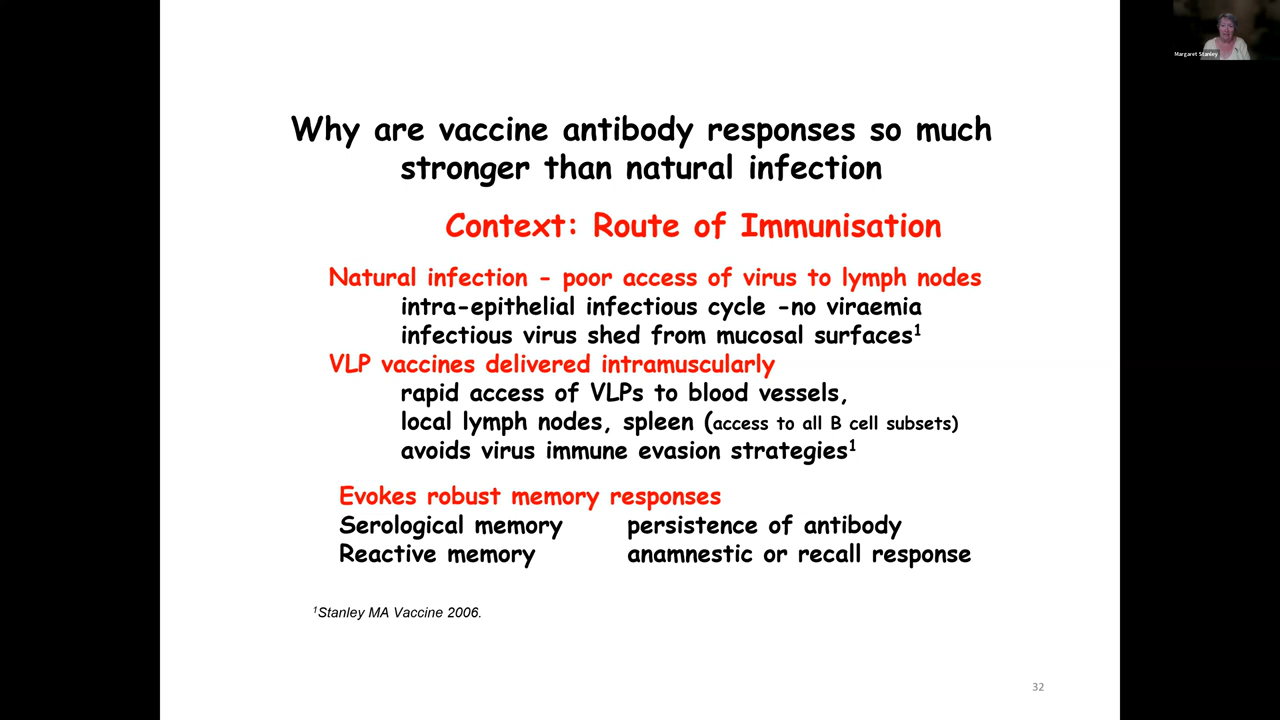 Margaret Stanley
Why are vaccine antibody responses so much
stronger than natural infection
Context: Route of Immunisation
Natural infection - poor access of virus to lymph nodes
intra-epithelial infectious cycle -no viraemia
infectious virus shed from mucosal surfaces¹
VLP vaccines delivered intramuscularly
rapid access of VLPs to blood vessels,
local lymph nodes, spleen (access to all B cell subsets)
avoids virus immune evasion strategies¹
Evokes robust memory responses
Serological memory persistence of antibody
Reactive memory anamnestic or recall response
¹Stanley MA Vaccine 2006.
32